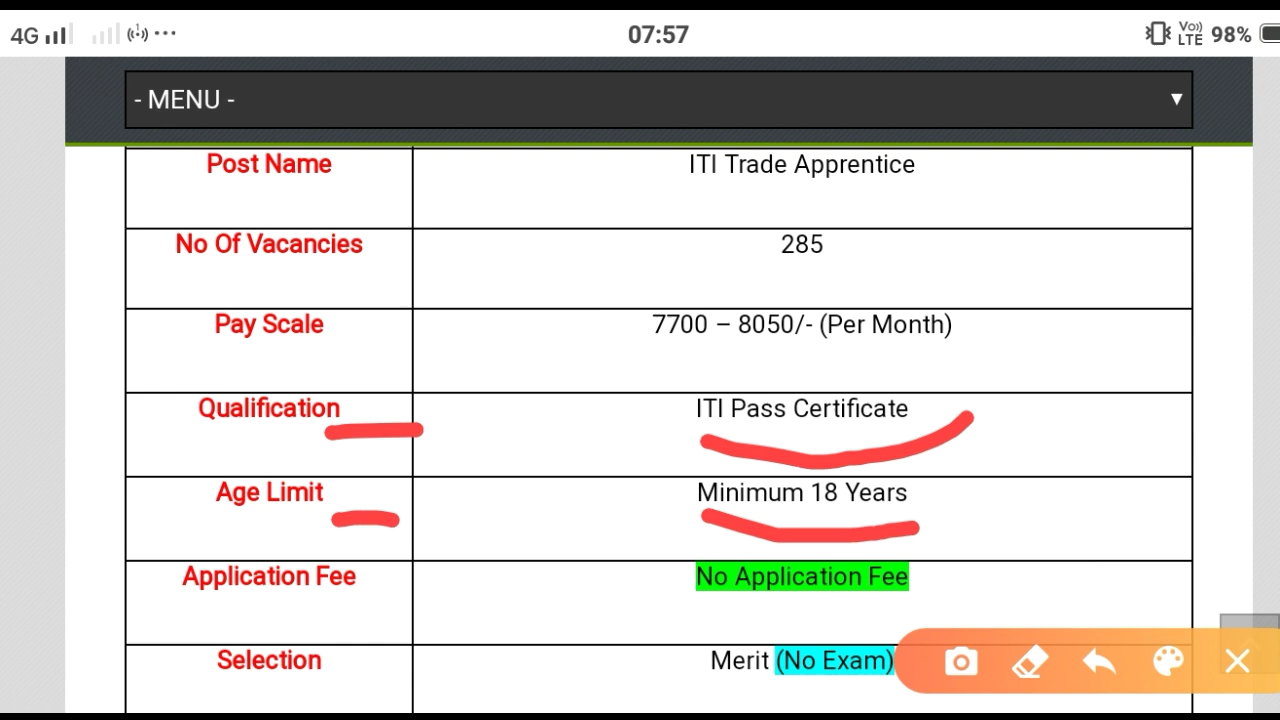 4G 07:57 Vo)) LTE 98%
- MENU -
Post Name ITI Trade Apprentice
No Of Vacancies 285
Pay Scale 7700 – 8050/- (Per Month)
Qualification ITI Pass Certificate
Age Limit Minimum 18 Years
Application Fee No Application Fee
Selection Merit (No Exam)